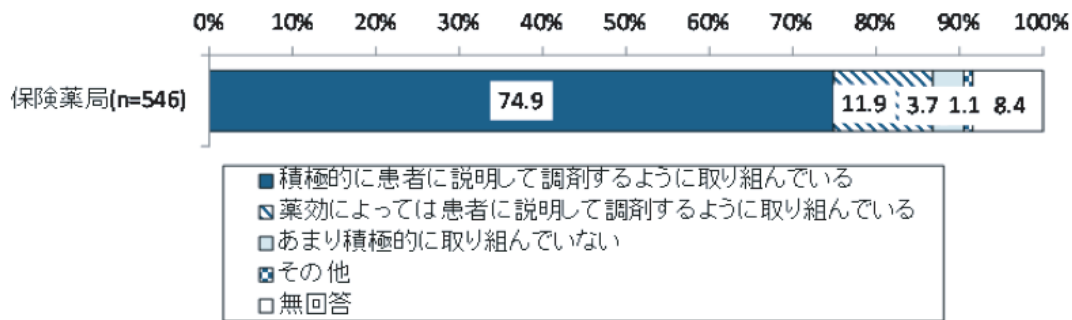 0% 10% 20% 30% 40% 50% 60% 70% 80% 90% 100%
保険薬局(n=546) 74.9 11.9 3.7 1.1 8.4
積極的に患者に説明して調剤するように取り組んでいる
薬効によっては患者に説明して調剤するように取り組んでいる
あまり積極的に取り組んでいない
その他
無回答